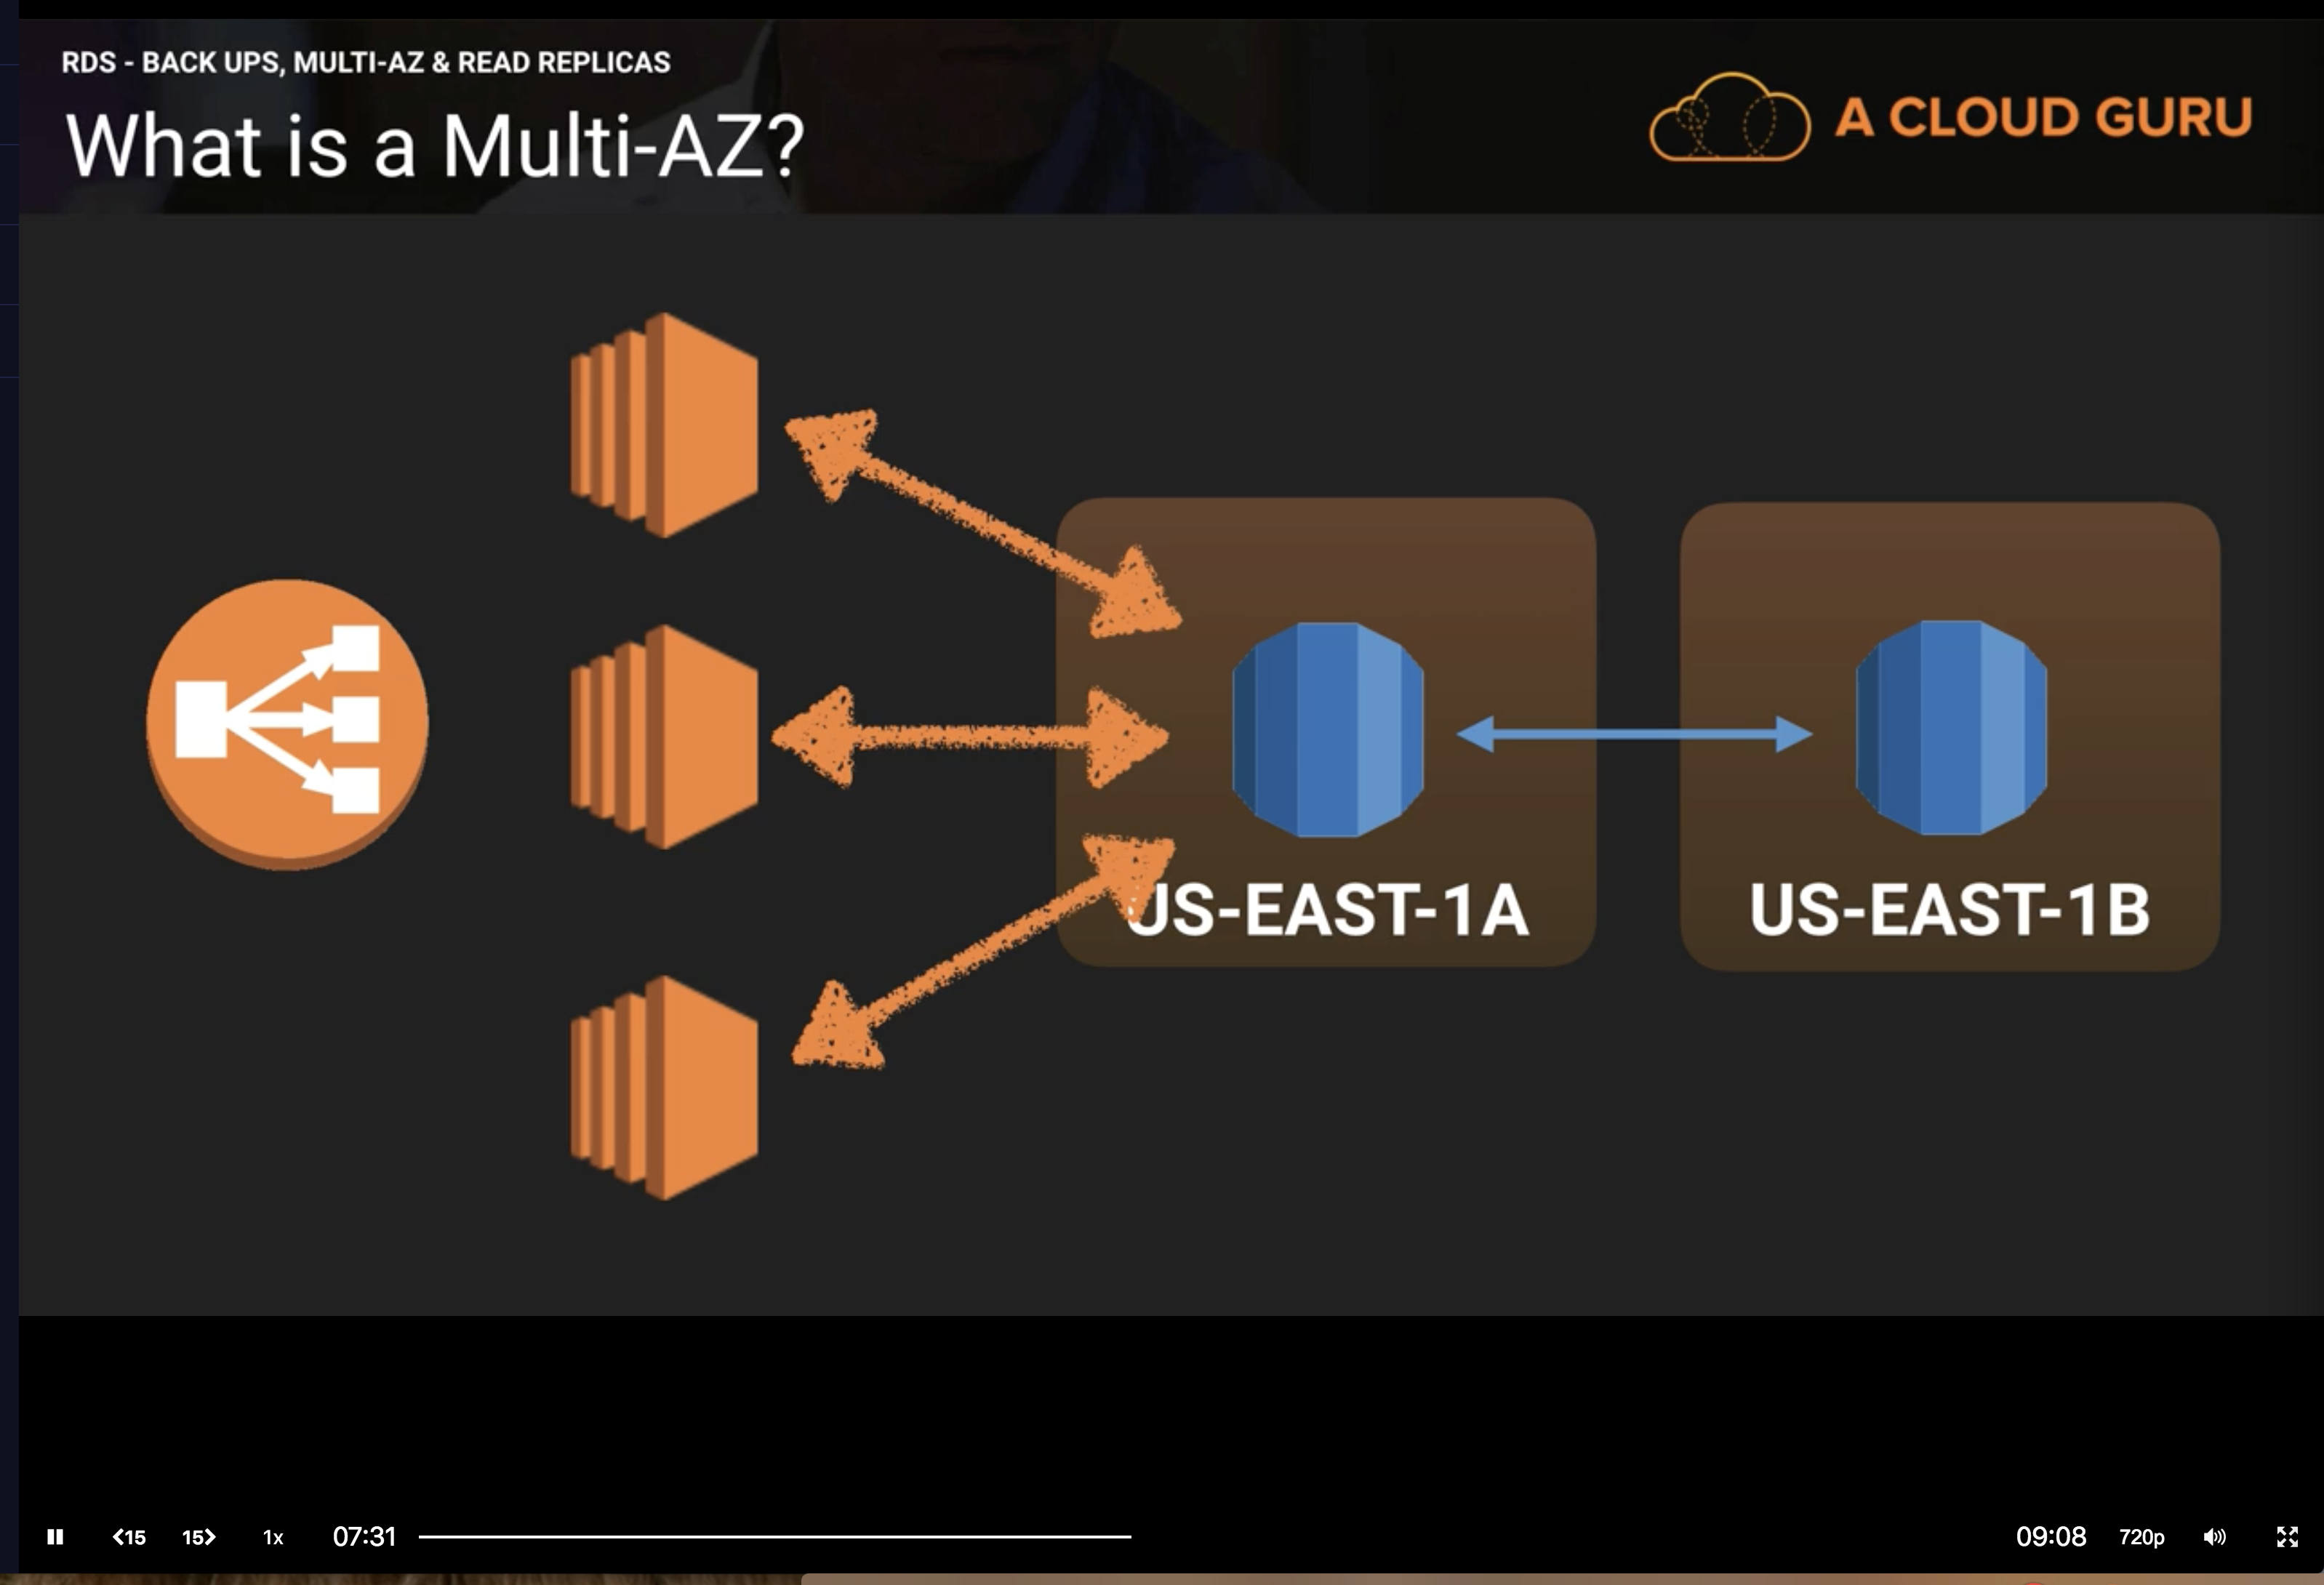 RDS - BACK UPS, MULTI-AZ & READ REPLICAS
What is a Multi-AZ?
A CLOUD GURU
US-EAST-1A
US-EAST-1B
15
15
1x
07:31
09:08
720p